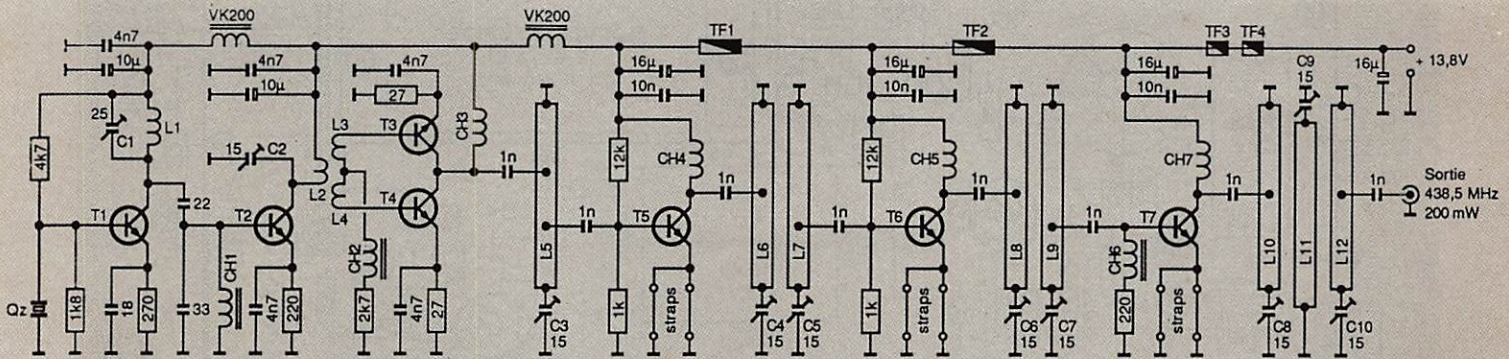 VK200
VK200
TF1
TF2
TF3
TF4
4n7
10µ
4n7
10µ
4n7
27
16µ
10n
16µ
10n
16µ
10n
C9
15
16µ
+ 13,8V
25
C1
L1
4k7
15
C2
L3
T3
CH3
L2
L4
T4
1n
12k
CH4
12k
CH5
CH7
T1
22
T2
CH2
L5
1n
T5
1n
L6
L7
1n
T6
1n
L8
L9
1n
T7
1n
L10
L11
L12
1n
Sortie
438,5 MHz
200 mW
Qz
1k8
18
270
33
CH1
4n7
220
2k7
4n7
27
C3
15
1k
straps
C4
15
C5
15
1k
straps
C6
15
C7
15
CH6
220
straps
C8
15
C10
15